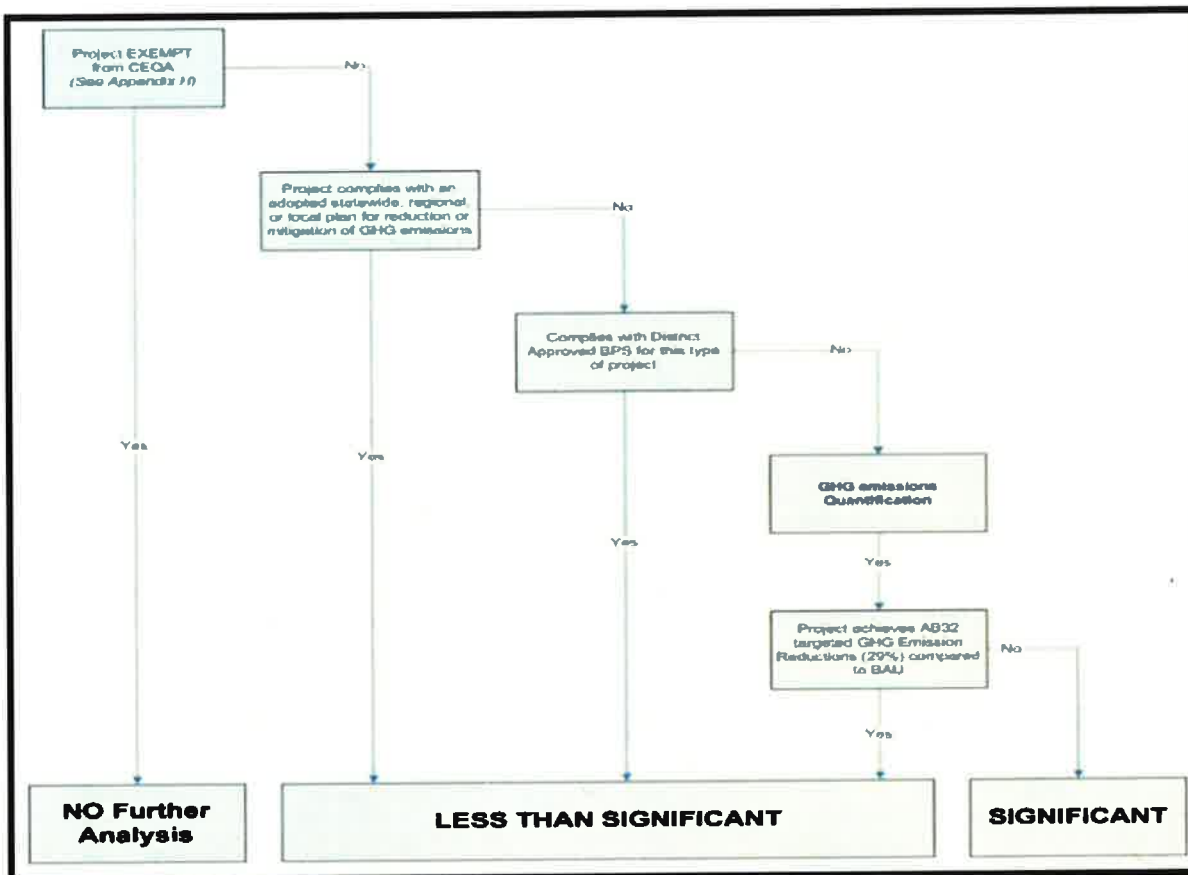 Project EXEMPT
from CEQA
(See Appendix H)
No
Project complies with an
adopted statewide, regional,
or local plan for reduction or
mitigation of GHG emissions
No
Complies with District
Approved BPS for this type
of project
No
Yes
Yes
GHG emissions
Quantification
Yes
Yes
Project achieves AB32
targeted GHG Emission
Reductions (29%) compared
to BAU
No
Yes
NO Further
Analysis
LESS THAN SIGNIFICANT
SIGNIFICANT